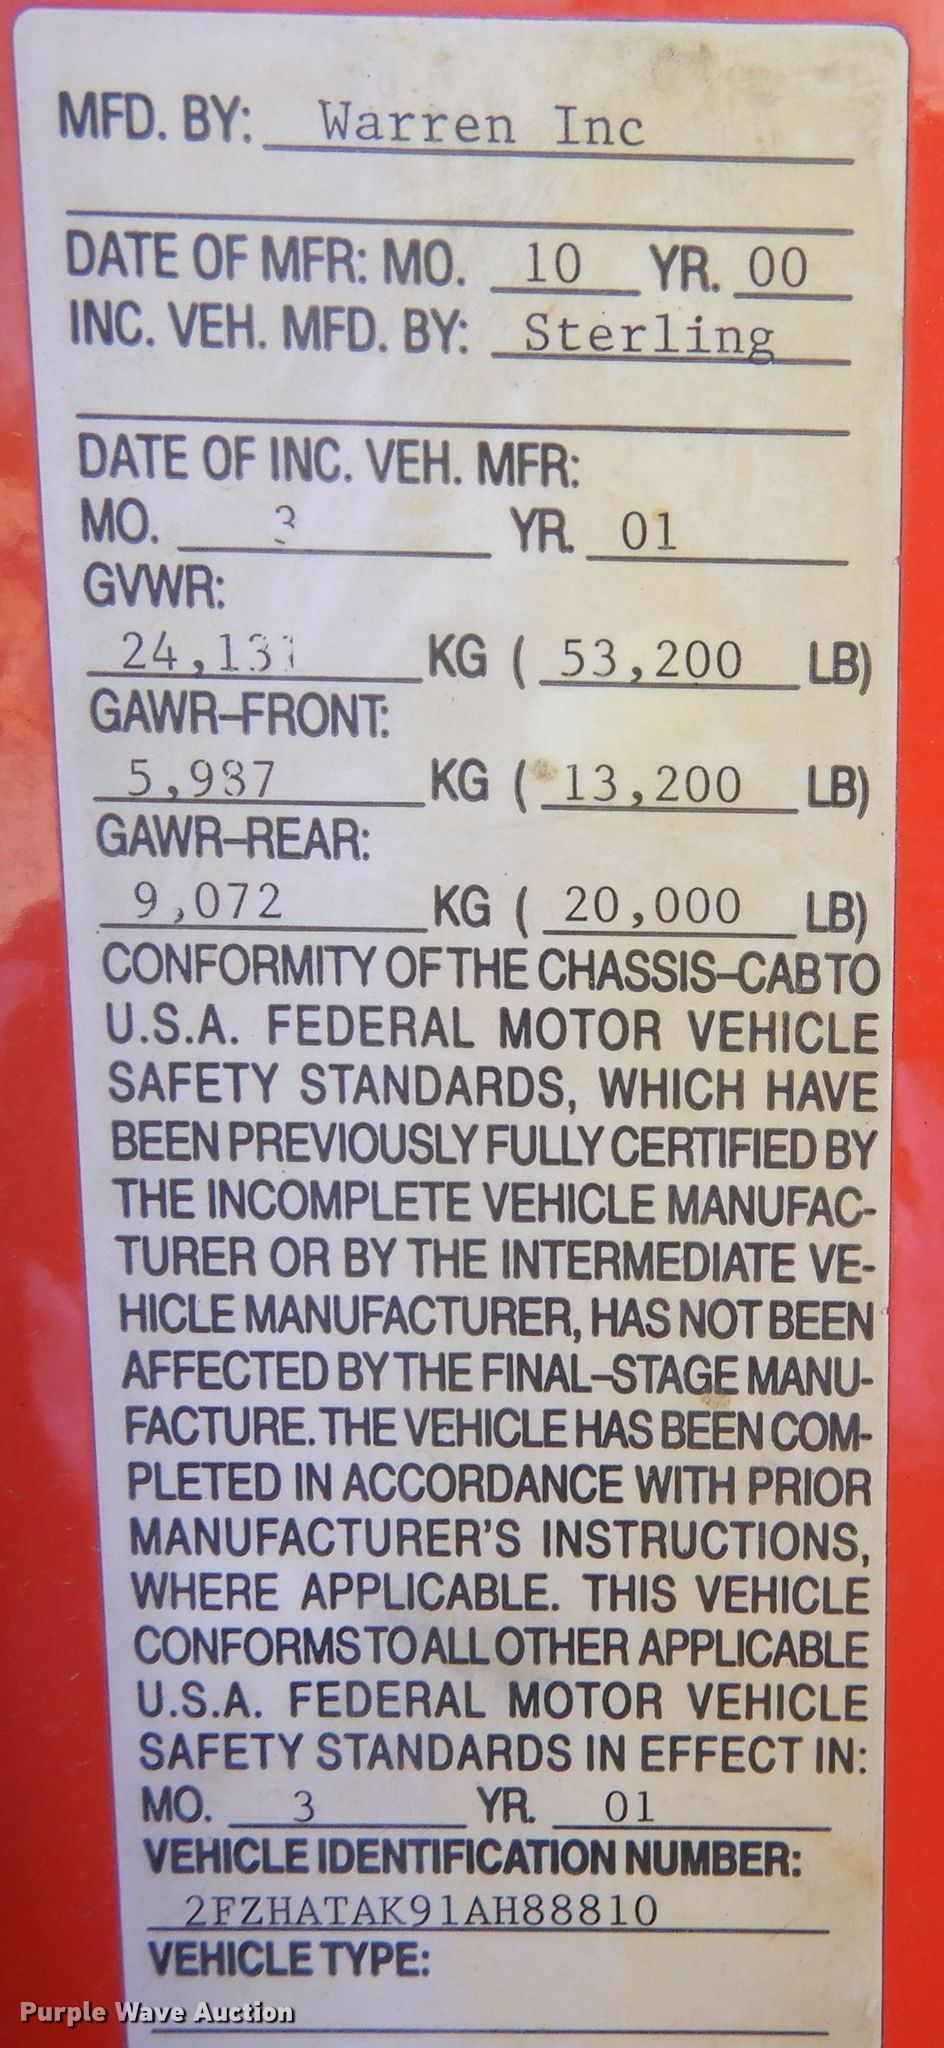 MFD. BY: Warren Inc
DATE OF MFR: MO. 10 YR. 00
INC. VEH. MFD. BY: Sterling
DATE OF INC. VEH. MFR:
MO. 3 YR. 01
GVWR:
24,131 KG ( 53,200 LB)
GAWR-FRONT:
5,987 KG ( 13,200 LB)
GAWR-REAR:
9,072 KG ( 20,000 LB)
CONFORMITY OF THE CHASSIS-CAB TO
U.S.A. FEDERAL MOTOR VEHICLE
SAFETY STANDARDS, WHICH HAVE
BEEN PREVIOUSLY FULLY CERTIFIED BY
THE INCOMPLETE VEHICLE MANUFAC-
TURER OR BY THE INTERMEDIATE VE-
HICLE MANUFACTURER, HAS NOT BEEN
AFFECTED BY THE FINAL-STAGE MANU-
FACTURE. THE VEHICLE HAS BEEN COM-
PLETED IN ACCORDANCE WITH PRIOR
MANUFACTURER'S INSTRUCTIONS,
WHERE APPLICABLE. THIS VEHICLE
CONFORMS TO ALL OTHER APPLICABLE
U.S.A. FEDERAL MOTOR VEHICLE
SAFETY STANDARDS IN EFFECT IN:
MO. 3 YR. 01
VEHICLE IDENTIFICATION NUMBER:
2FZHATAK91AH88810
VEHICLE TYPE:
Purple Wave Auction